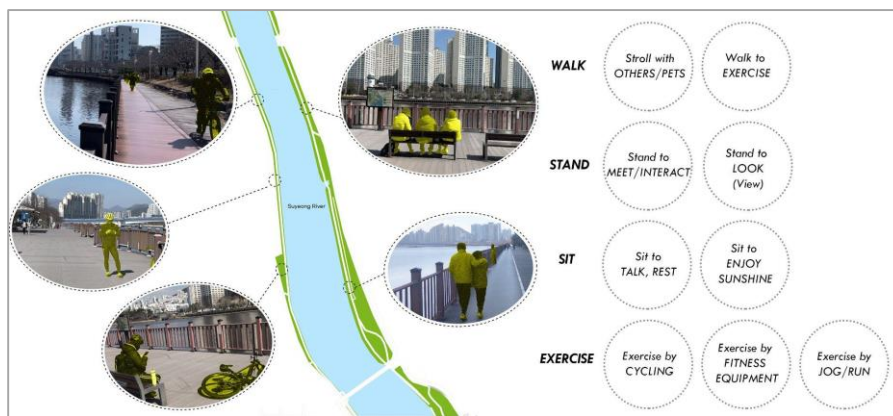 Suyeong River
WALK
Stroll with
OTHERS/PETS
Walk to
EXERCISE
STAND
Stand to
MEET/INTERACT
Stand to
LOOK
(View)
SIT
Sit to
TALK, REST
Sit to
ENJOY
SUNSHINE
EXERCISE
Exercise by
CYCLING
Exercise by
FITNESS
EQUIPMENT
Exercise by
JOG/RUN